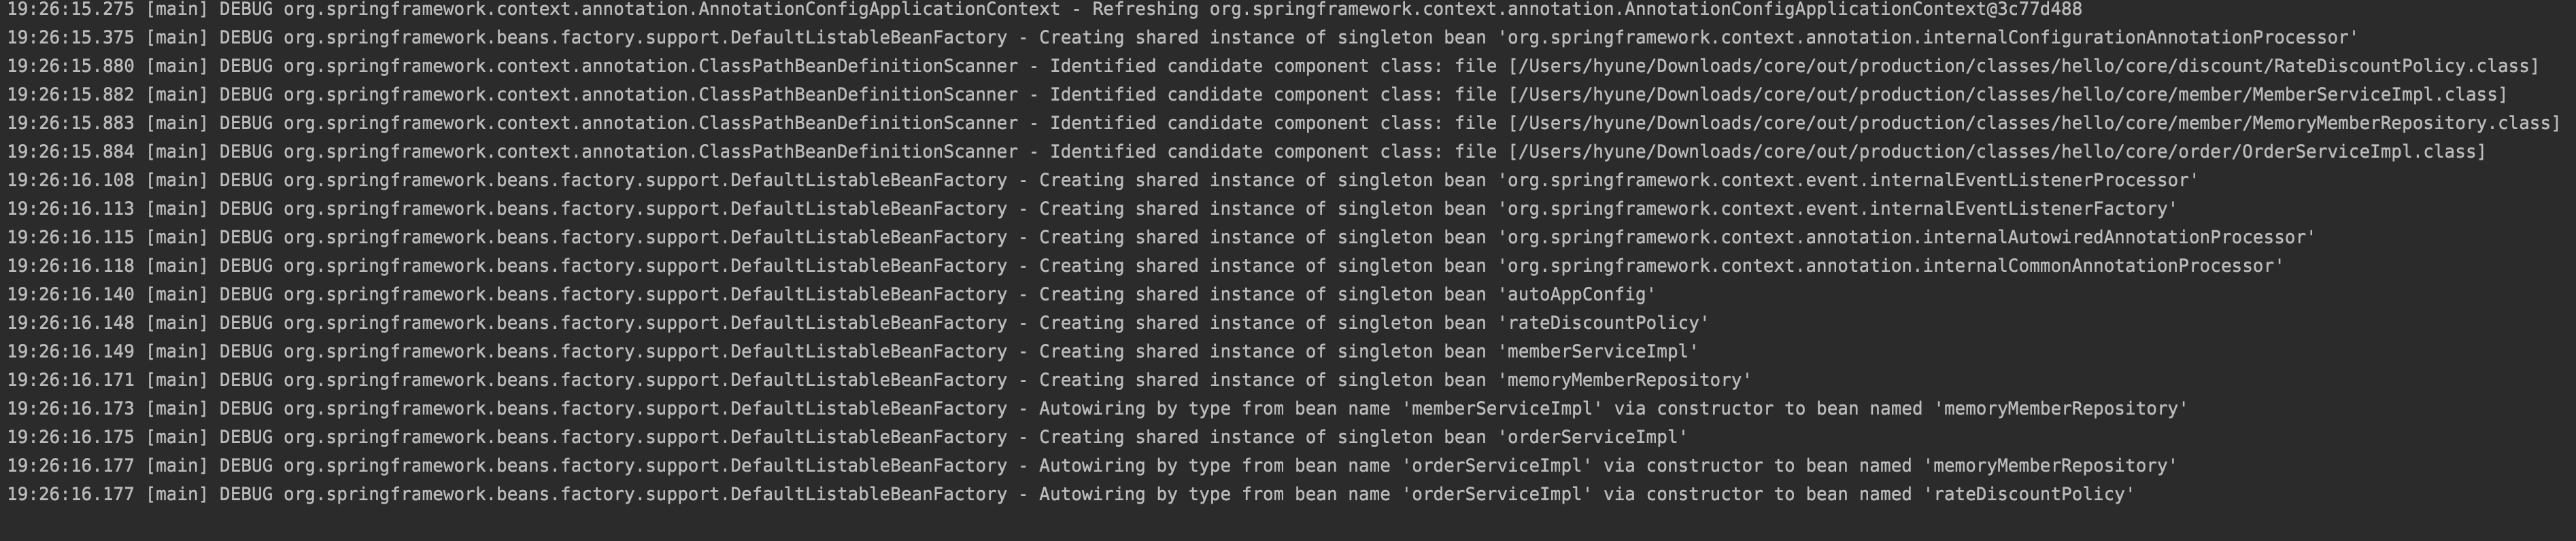 19:26:15.275 [main] DEBUG org.springframework.context.annotation.AnnotationConfigApplicationContext - Refreshing org.springframework.context.annotation.AnnotationConfigApplicationContext@3c77d488
19:26:15.375 [main] DEBUG org.springframework.beans.factory.support.DefaultListableBeanFactory - Creating shared instance of singleton bean 'org.springframework.context.annotation.internalConfigurationAnnotationProcessor'
19:26:15.880 [main] DEBUG org.springframework.context.annotation.ClassPathBeanDefinitionScanner - Identified candidate component class: file [/Users/hyune/Downloads/core/out/production/classes/hello/core/discount/RateDiscountPolicy.class]
19:26:15.882 [main] DEBUG org.springframework.context.annotation.ClassPathBeanDefinitionScanner - Identified candidate component class: file [/Users/hyune/Downloads/core/out/production/classes/hello/core/member/MemberServiceImpl.class]
19:26:15.883 [main] DEBUG org.springframework.context.annotation.ClassPathBeanDefinitionScanner - Identified candidate component class: file [/Users/hyune/Downloads/core/out/production/classes/hello/core/member/MemoryMemberRepository.class]
19:26:15.884 [main] DEBUG org.springframework.context.annotation.ClassPathBeanDefinitionScanner - Identified candidate component class: file [/Users/hyune/Downloads/core/out/production/classes/hello/core/order/OrderServiceImpl.class]
19:26:16.108 [main] DEBUG org.springframework.beans.factory.support.DefaultListableBeanFactory - Creating shared instance of singleton bean 'org.springframework.context.event.internalEventListenerProcessor'
19:26:16.113 [main] DEBUG org.springframework.beans.factory.support.DefaultListableBeanFactory - Creating shared instance of singleton bean 'org.springframework.context.event.internalEventListenerFactory'
19:26:16.115 [main] DEBUG org.springframework.beans.factory.support.DefaultListableBeanFactory - Creating shared instance of singleton bean 'org.springframework.context.annotation.internalAutowiredAnnotationProcessor'
19:26:16.118 [main] DEBUG org.springframework.beans.factory.support.DefaultListableBeanFactory - Creating shared instance of singleton bean 'org.springframework.context.annotation.internalCommonAnnotationProcessor'
19:26:16.140 [main] DEBUG org.springframework.beans.factory.support.DefaultListableBeanFactory - Creating shared instance of singleton bean 'autoAppConfig'
19:26:16.148 [main] DEBUG org.springframework.beans.factory.support.DefaultListableBeanFactory - Creating shared instance of singleton bean 'rateDiscountPolicy'
19:26:16.149 [main] DEBUG org.springframework.beans.factory.support.DefaultListableBeanFactory - Creating shared instance of singleton bean 'memberServiceImpl'
19:26:16.171 [main] DEBUG org.springframework.beans.factory.support.DefaultListableBeanFactory - Creating shared instance of singleton bean 'memoryMemberRepository'
19:26:16.173 [main] DEBUG org.springframework.beans.factory.support.DefaultListableBeanFactory - Autowiring by type from bean name 'memberServiceImpl' via constructor to bean named 'memoryMemberRepository'
19:26:16.175 [main] DEBUG org.springframework.beans.factory.support.DefaultListableBeanFactory - Creating shared instance of singleton bean 'orderServiceImpl'
19:26:16.177 [main] DEBUG org.springframework.beans.factory.support.DefaultListableBeanFactory - Autowiring by type from bean name 'orderServiceImpl' via constructor to bean named 'memoryMemberRepository'
19:26:16.177 [main] DEBUG org.springframework.beans.factory.support.DefaultListableBeanFactory - Autowiring by type from bean name 'orderServiceImpl' via constructor to bean named 'rateDiscountPolicy'